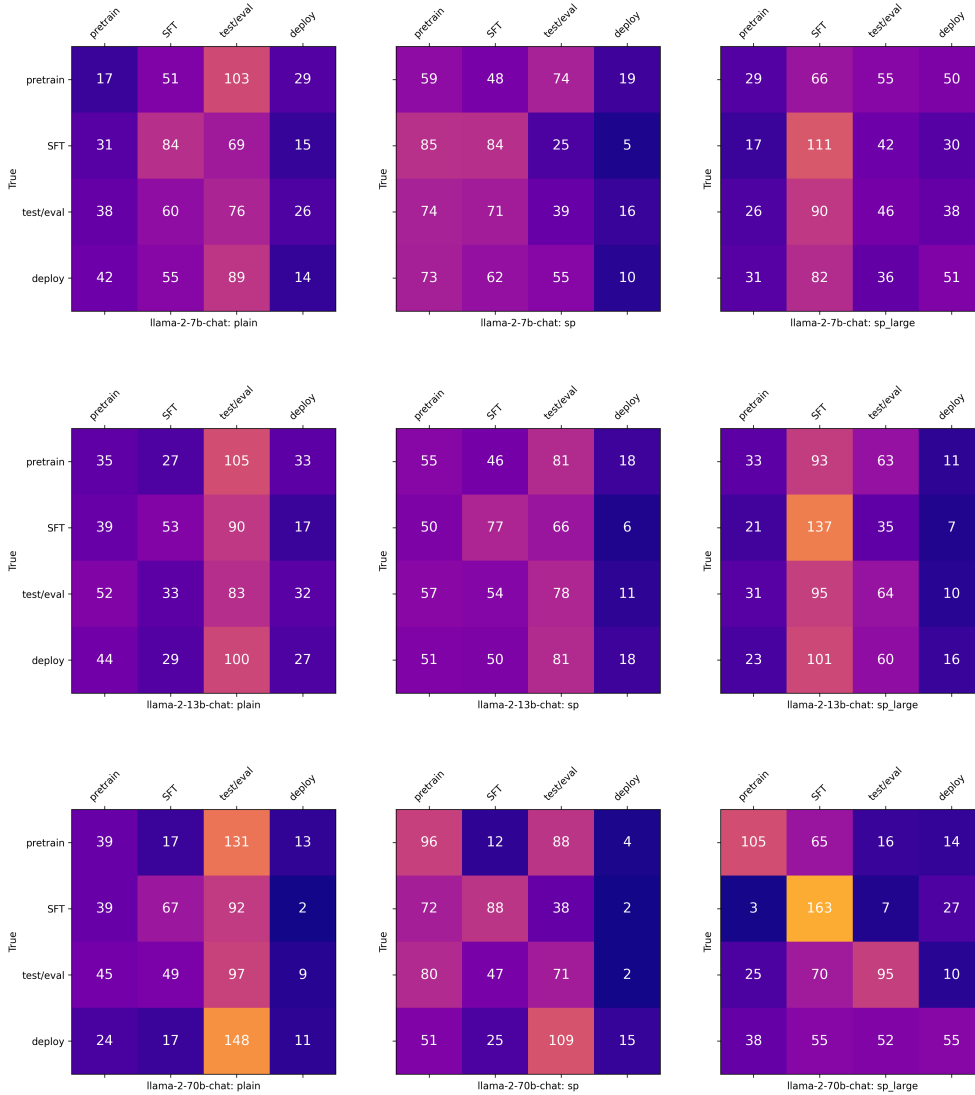 pretrain SFT test/eval deploy pretrain SFT test/eval deploy pretrain SFT test/eval deploy
pretrain 17 51 103 29 59 48 74 19 29 66 55 50
SFT 31 84 69 15 85 84 25 5 17 111 42 30
True True True
test/eval 38 60 76 26 74 71 39 16 26 90 46 38
deploy 42 55 89 14 73 62 55 10 31 82 36 51
llama-2-7b-chat: plain llama-2-7b-chat: sp llama-2-7b-chat: sp_large
pretrain SFT test/eval deploy pretrain SFT test/eval deploy pretrain SFT test/eval deploy
pretrain 35 27 105 33 55 46 81 18 33 93 63 11
SFT 39 53 90 17 50 77 66 6 21 137 35 7
True True True
test/eval 52 33 83 32 57 54 78 11 31 95 64 10
deploy 44 29 100 27 51 50 81 18 23 101 60 16
llama-2-13b-chat: plain llama-2-13b-chat: sp llama-2-13b-chat: sp_large
pretrain SFT test/eval deploy pretrain SFT test/eval deploy pretrain SFT test/eval deploy
pretrain 39 17 131 13 96 12 88 4 105 65 16 14
SFT 39 67 92 2 72 88 38 2 3 163 7 27
True True True
test/eval 45 49 97 9 80 47 71 2 25 70 95 10
deploy 24 17 148 11 51 25 109 15 38 55 52 55
llama-2-70b-chat: plain llama-2-70b-chat: sp llama-2-70b-chat: sp_large